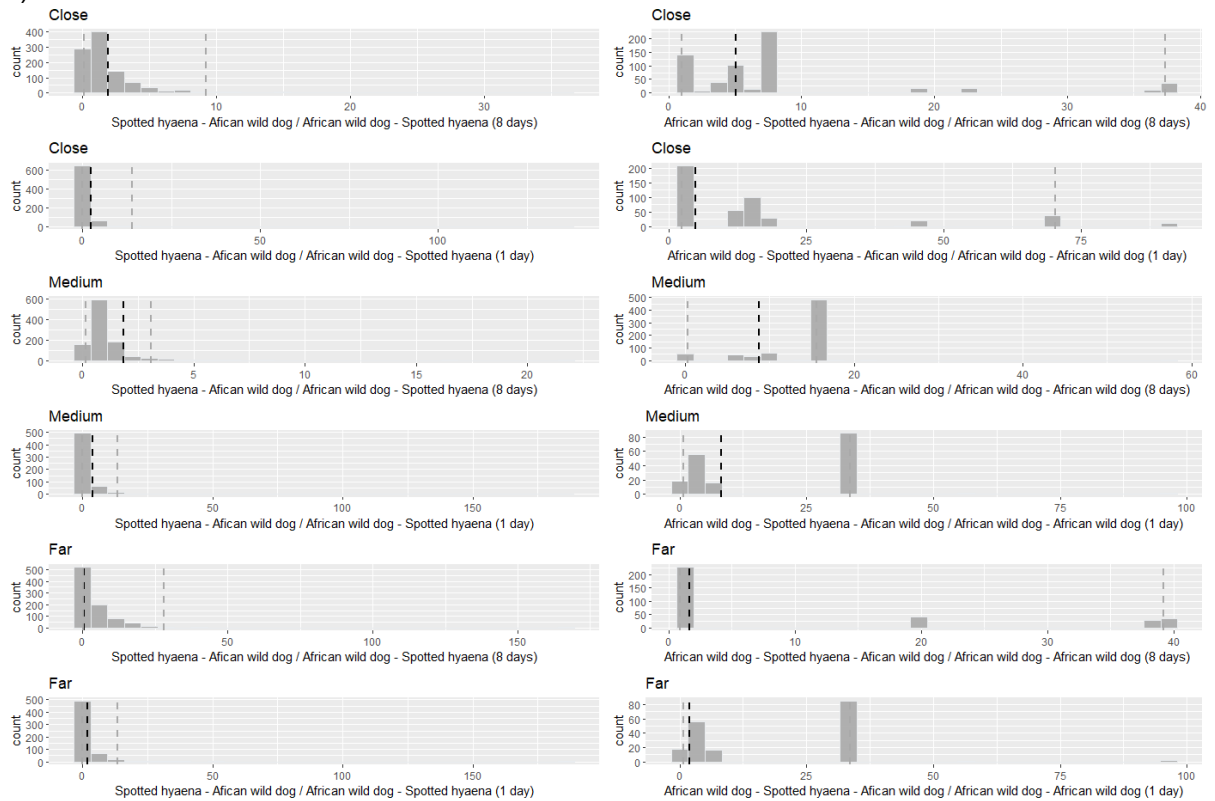 Close
400
300
200
100
0
count
0 10 20 30
Spotted hyaena - Afican wild dog / African wild dog - Spotted hyaena (8 days)
Close
200
150
100
50
0
count
0 10 20 30 40
African wild dog - Spotted hyaena - Afican wild dog / African wild dog - African wild dog (8 days)
Close
600
400
200
0
count
0 50 100
Spotted hyaena - Afican wild dog / African wild dog - Spotted hyaena (1 day)
Close
200
150
100
50
0
count
0 25 50 75
African wild dog - Spotted hyaena - Afican wild dog / African wild dog - African wild dog (1 day)
Medium
600
400
200
0
count
0 5 10 15 20
Spotted hyaena - Afican wild dog / African wild dog - Spotted hyaena (8 days)
Medium
500
400
300
200
100
0
count
0 20 40 60
African wild dog - Spotted hyaena - Afican wild dog / African wild dog - African wild dog (8 days)
Medium
500
400
300
200
100
0
count
0 50 100 150
Spotted hyaena - Afican wild dog / African wild dog - Spotted hyaena (1 day)
Medium
80
60
40
20
0
count
0 25 50 75 100
African wild dog - Spotted hyaena - Afican wild dog / African wild dog - African wild dog (1 day)
Far
500
400
300
200
100
0
count
0 50 100 150
Spotted hyaena - Afican wild dog / African wild dog - Spotted hyaena (8 days)
Far
200
150
100
50
0
count
0 10 20 30 40
African wild dog - Spotted hyaena - Afican wild dog / African wild dog - African wild dog (8 days)
Far
500
400
300
200
100
0
count
0 50 100 150
Spotted hyaena - Afican wild dog / African wild dog - Spotted hyaena (1 day)
Far
80
60
40
20
0
count
0 25 50 75 100
African wild dog - Spotted hyaena - Afican wild dog / African wild dog - African wild dog (1 day)